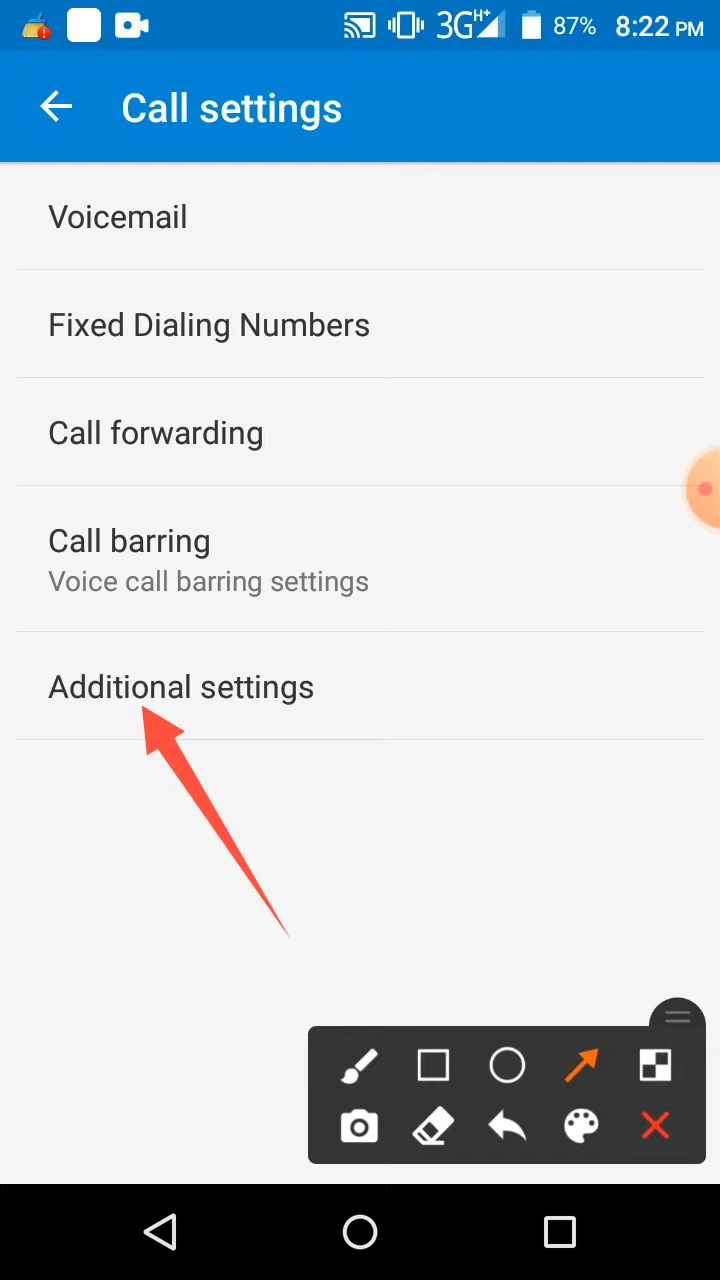 3G H+ 87% 8:22 PM
Call settings
Voicemail
Fixed Dialing Numbers
Call forwarding
Call barring
Voice call barring settings
Additional settings